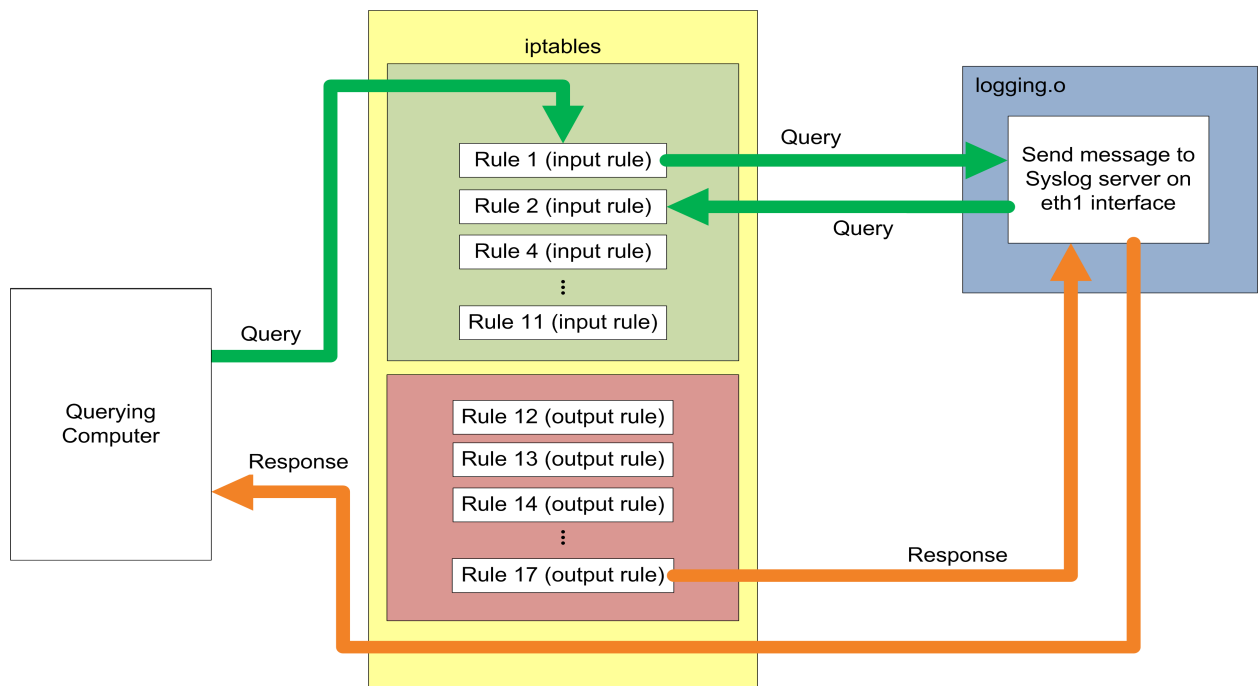 iptables
Rule 1 (input rule)
Rule 2 (input rule)
Rule 4 (input rule)
...
Rule 11 (input rule)
Rule 12 (output rule)
Rule 13 (output rule)
Rule 14 (output rule)
...
Rule 17 (output rule)
Querying
Computer
Query
Response
Query
Query
Response
logging.o
Send message to
Syslog server on
eth1 interface